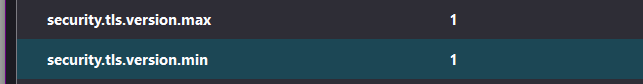 security.tls.version.max 1
security.tls.version.min 1